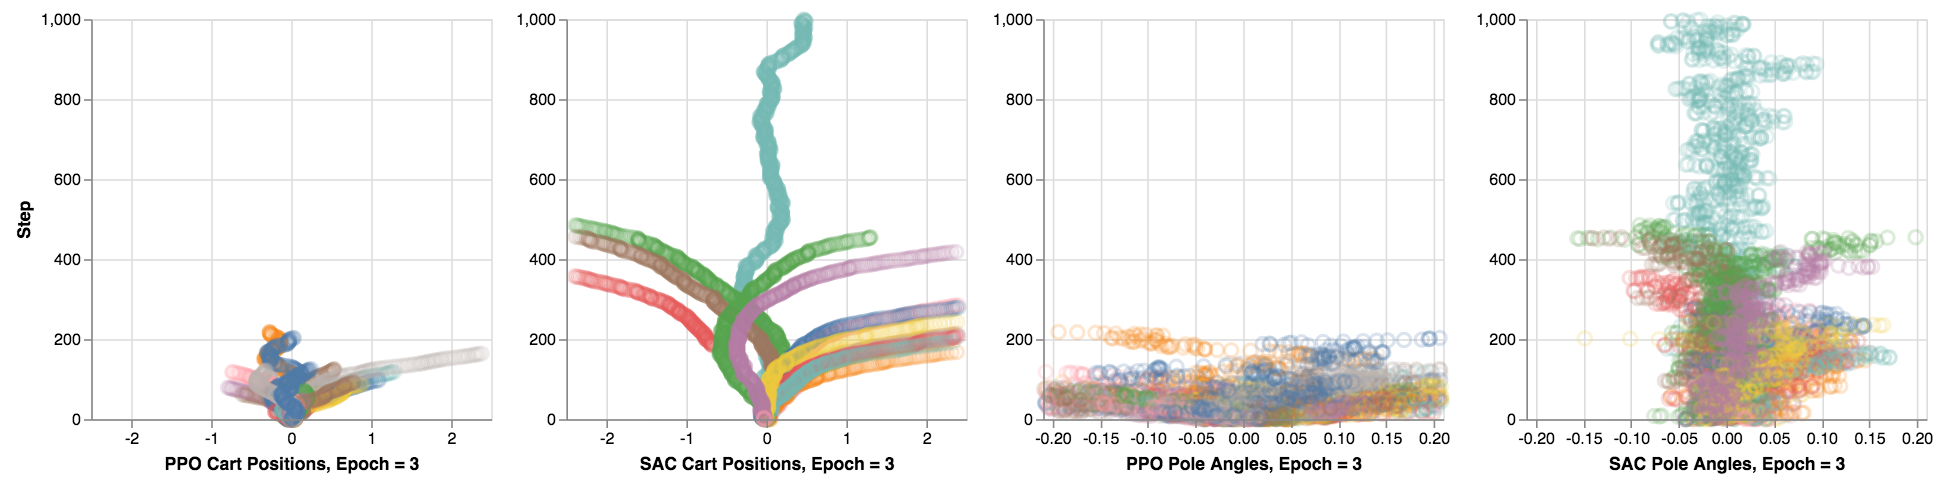 1,000
800
600
400
200
0
Step
-2 -1 0 1 2
PPO Cart Positions, Epoch = 3
1,000
800
600
400
200
0
-2 -1 0 1 2
SAC Cart Positions, Epoch = 3
1,000
800
600
400
200
0
-0.20 -0.15 -0.10 -0.05 0.00 0.05 0.10 0.15 0.20
PPO Pole Angles, Epoch = 3
1,000
800
600
400
200
0
-0.20 -0.15 -0.10 -0.05 0.00 0.05 0.10 0.15 0.20
SAC Pole Angles, Epoch = 3